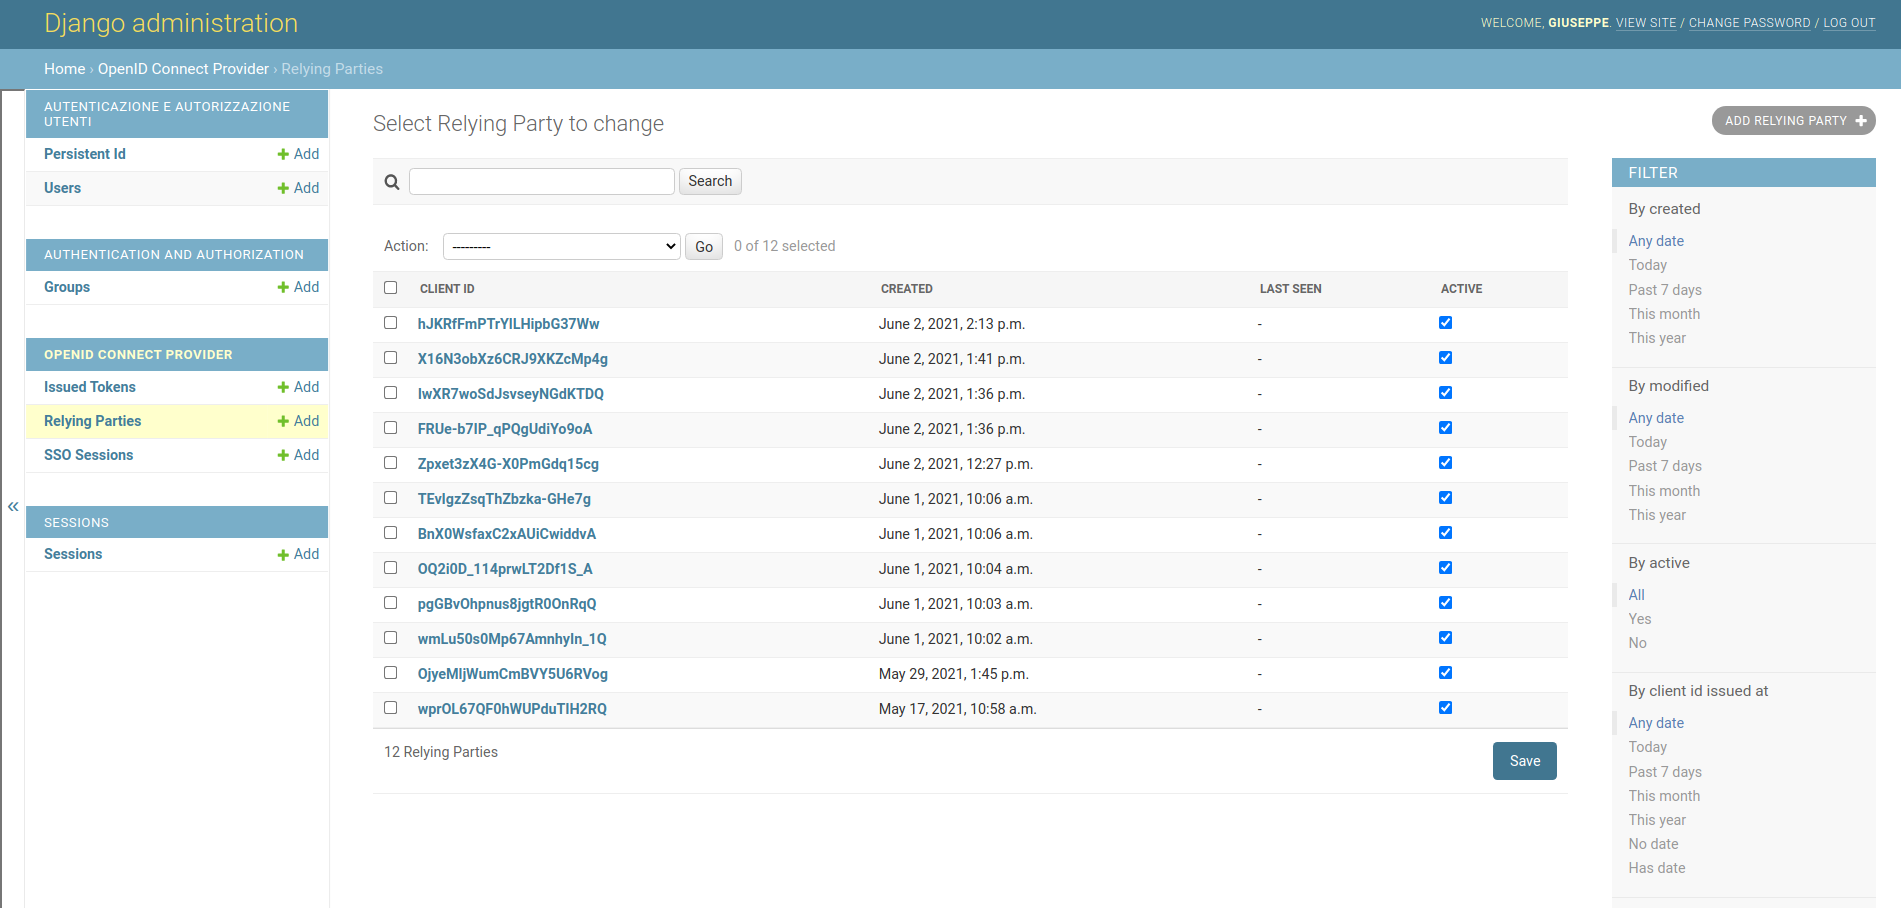 Django administration
WELCOME, GIUSEPPE. VIEW SITE / CHANGE PASSWORD / LOG OUT
Home › OpenID Connect Provider › Relying Parties
«
AUTENTICAZIONE E AUTORIZZAZIONE
UTENTI
Persistent Id Add
Users Add
AUTHENTICATION AND AUTHORIZATION
Groups Add
OPENID CONNECT PROVIDER
Issued Tokens Add
Relying Parties Add
SSO Sessions Add
SESSIONS
Sessions Add
Select Relying Party to change
ADD RELYING PARTY
Search
Action: --------- Go 0 of 12 selected
CLIENT ID CREATED LAST SEEN ACTIVE
hJKRfFmPTrYlLHipbG37Ww June 2, 2021, 2:13 p.m. -
X16N3obXz6CRJ9XKZcMp4g June 2, 2021, 1:41 p.m. -
IwXR7woSdJsvseyNGdKTDQ June 2, 2021, 1:36 p.m. -
FRUe-b7IP_qPQgUdiYo9oA June 2, 2021, 1:36 p.m. -
Zpxet3zX4G-X0PmGdq15cg June 2, 2021, 12:27 p.m. -
TEvIgzZsqThZbzka-GHe7g June 1, 2021, 10:06 a.m. -
BnX0WsfaxC2xAUiCwiddvA June 1, 2021, 10:06 a.m. -
OQ2i0D_114prwLT2Df1S_A June 1, 2021, 10:04 a.m. -
pgGBvOhpnus8jgtR0OnRqQ June 1, 2021, 10:03 a.m. -
wmLu50s0Mp67AmnhyIn_1Q June 1, 2021, 10:02 a.m. -
OjyeMljWumCmBVY5U6RVog May 29, 2021, 1:45 p.m. -
wprOL67QF0hWUPduTIH2RQ May 17, 2021, 10:58 a.m. -
12 Relying Parties
Save
FILTER
By created
Any date
Today
Past 7 days
This month
This year
By modified
Any date
Today
Past 7 days
This month
This year
By active
All
Yes
No
By client id issued at
Any date
Today
Past 7 days
This month
This year
No date
Has date